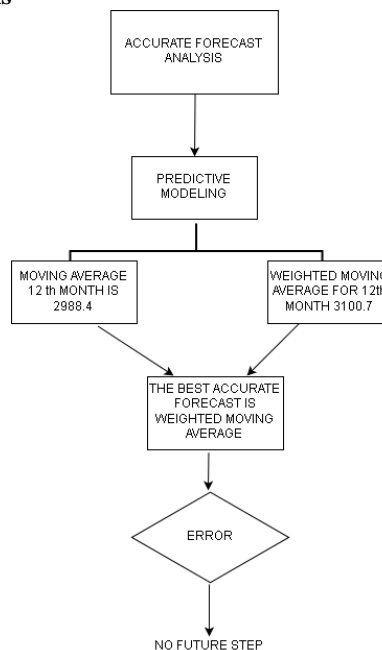 ACCURATE FORECAST
ANALYSIS
PREDICTIVE
MODELING
MOVING AVERAGE
12 th MONTH IS
2988.4
WEIGHTED MOVING
AVERAGE FOR 12th
MONTH 3100.7
THE BEST ACCURATE
FORECAST IS
WEIGHTED MOVING
AVERAGE
ERROR
NO FUTURE STEP